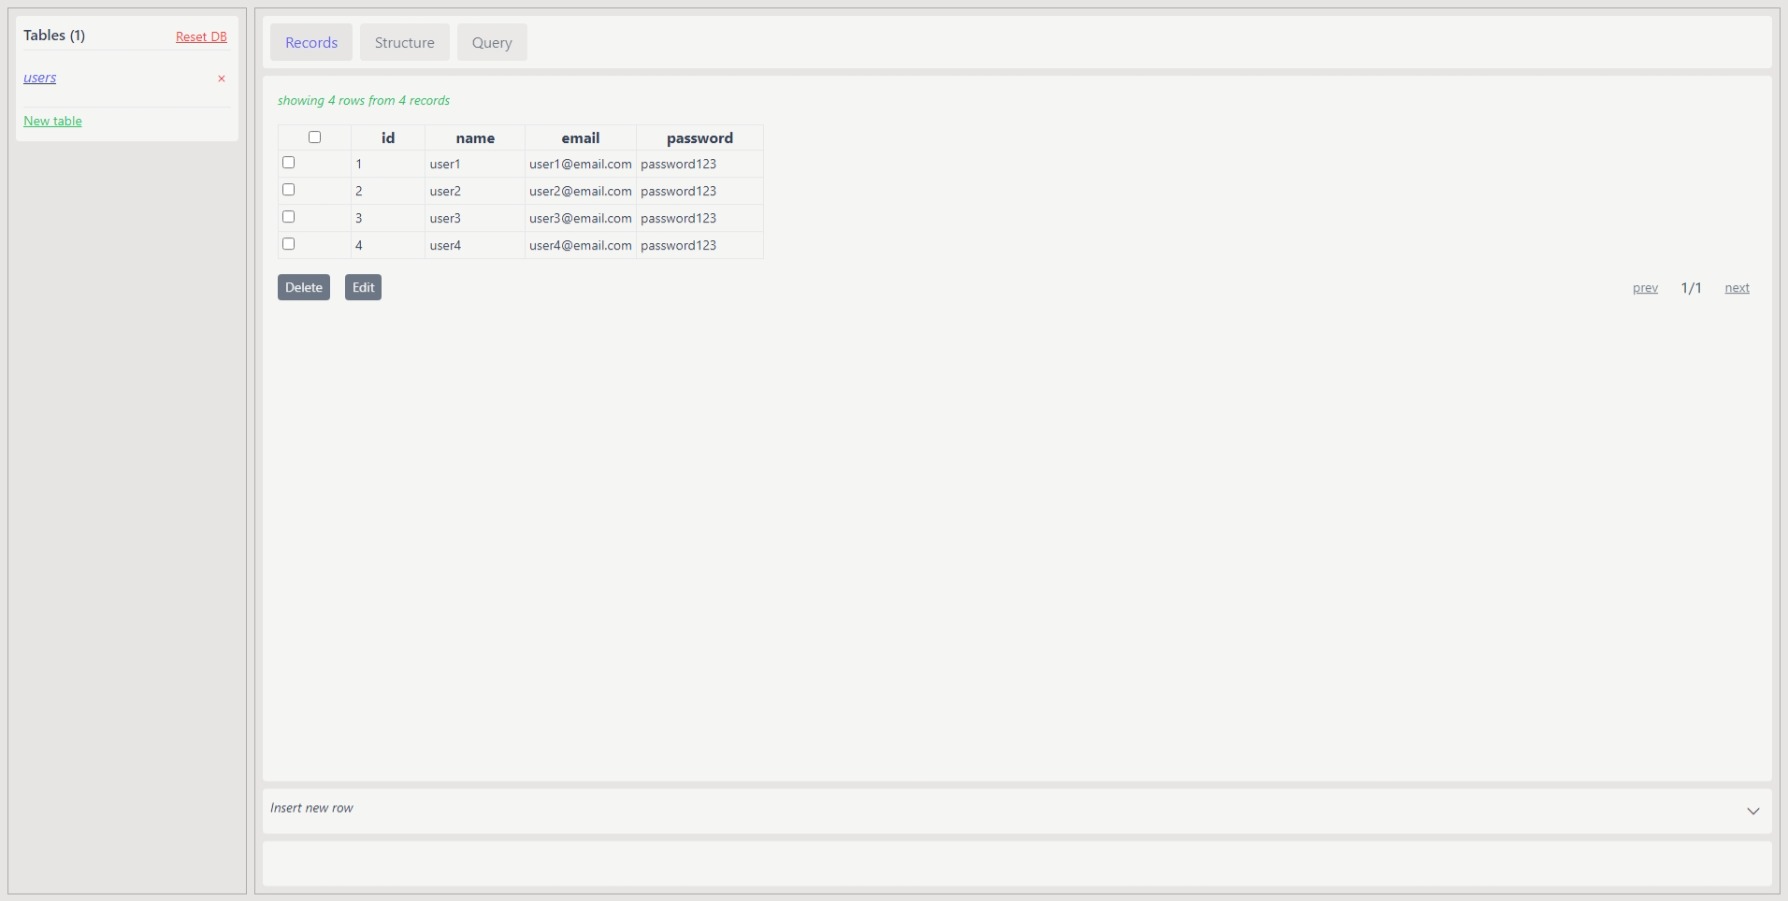 Tables (1) Reset DB
users ×
New table
Records Structure Query
showing 4 rows from 4 records
id name email password
1 user1 user1@email.com password123
2 user2 user2@email.com password123
3 user3 user3@email.com password123
4 user4 user4@email.com password123
Delete Edit prev 1/1 next
Insert new row